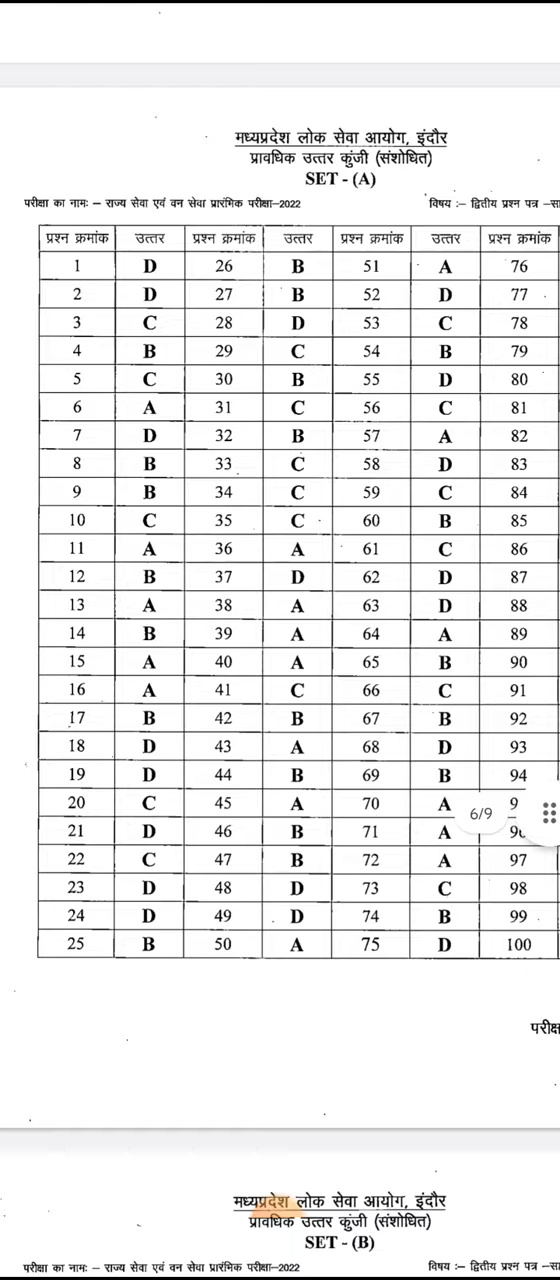 मध्यप्रदेश लोक सेवा आयोग, इंदौर
प्रावधिक उत्तर कुंजी (संशोधित)
SET - (A)
परीक्षा का नामः – राज्य सेवा एवं वन सेवा प्रारंभिक परीक्षा–2022 विषय :– द्वितीय प्रश्न पत्र –सा
प्रश्न क्रमांक उत्तर प्रश्न क्रमांक उत्तर प्रश्न क्रमांक उत्तर प्रश्न क्रमांक
1 D 26 B 51 A 76
2 D 27 B 52 D 77
3 C 28 D 53 C 78
4 B 29 C 54 B 79
5 C 30 B 55 D 80
6 A 31 C 56 C 81
7 D 32 B 57 A 82
8 B 33 C 58 D 83
9 B 34 C 59 C 84
10 C 35 C 60 B 85
11 A 36 A 61 C 86
12 B 37 D 62 D 87
13 A 38 A 63 D 88
14 B 39 A 64 A 89
15 A 40 A 65 B 90
16 A 41 C 66 C 91
17 B 42 B 67 B 92
18 D 43 A 68 D 93
19 D 44 B 69 B 94
20 C 45 A 70 A 6/9
21 D 46 B 71 A
22 C 47 B 72 A 97
23 D 48 D 73 C 98
24 D 49 D 74 B 99
25 B 50 A 75 D 100
परीक्ष
मध्यप्रदेश लोक सेवा आयोग, इंदौर
प्रावधिक उत्तर कुंजी (संशोधित)
SET - (B)
परीक्षा का नामः – राज्य सेवा एवं वन सेवा प्रारंभिक परीक्षा–2022 विषय :– द्वितीय प्रश्न पत्र –स